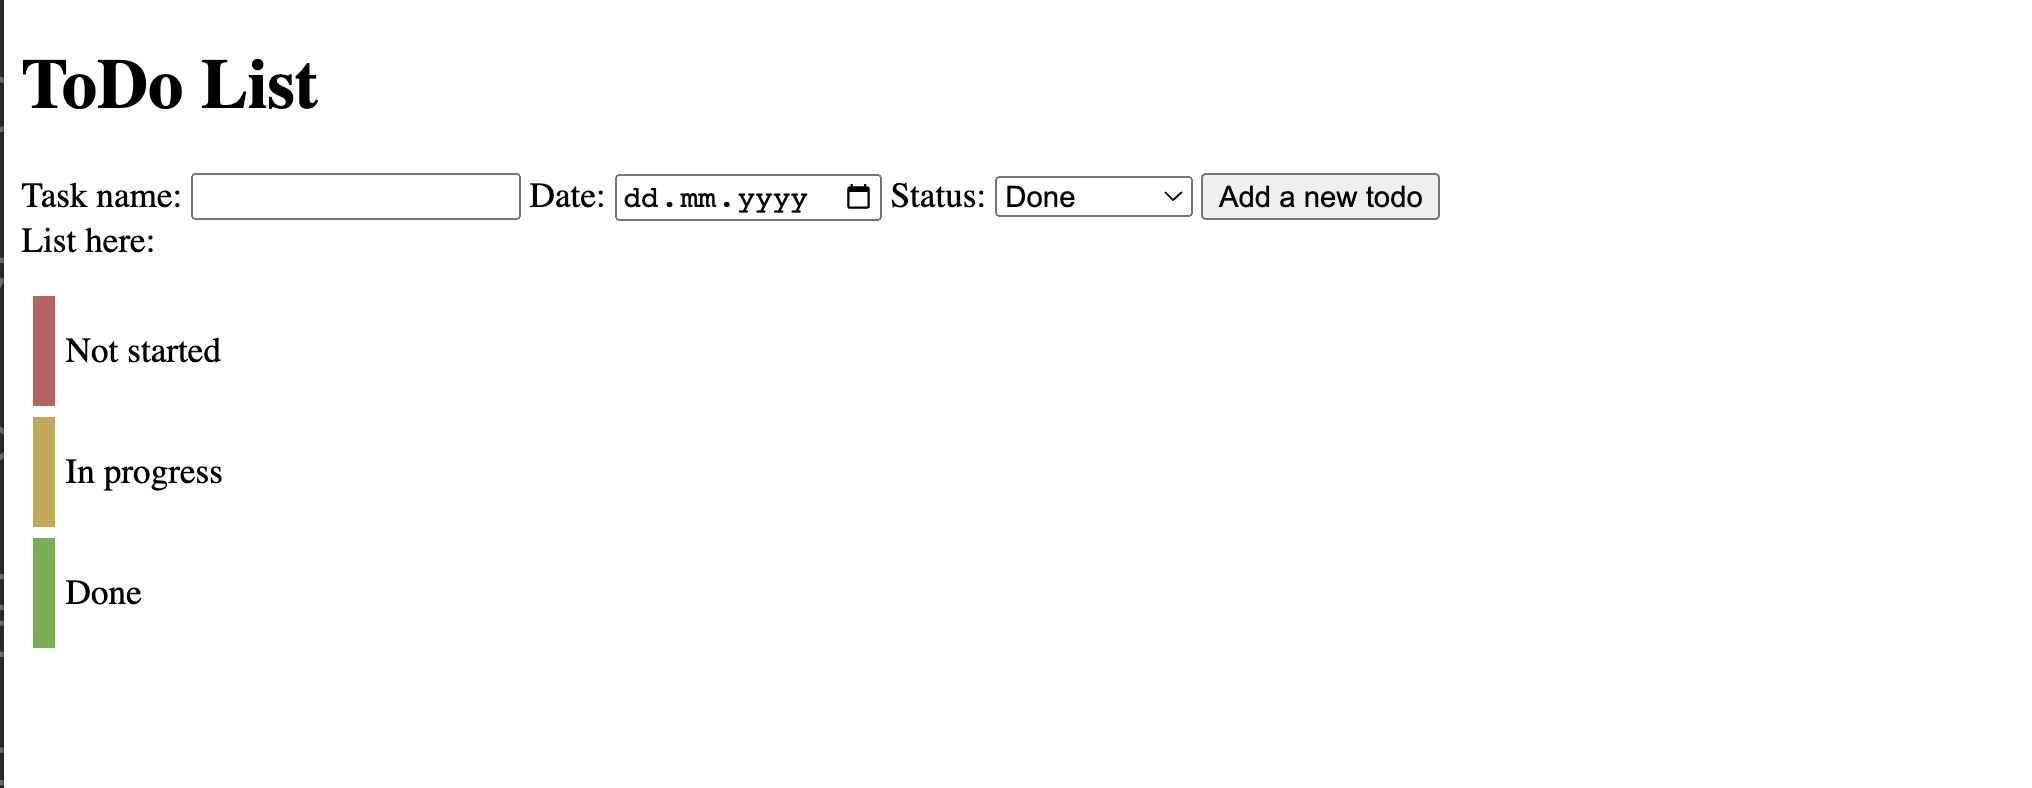 ToDo List
Task name: Date: dd.mm.yyyy Status: Done Add a new todo
List here:
Not started
In progress
Done